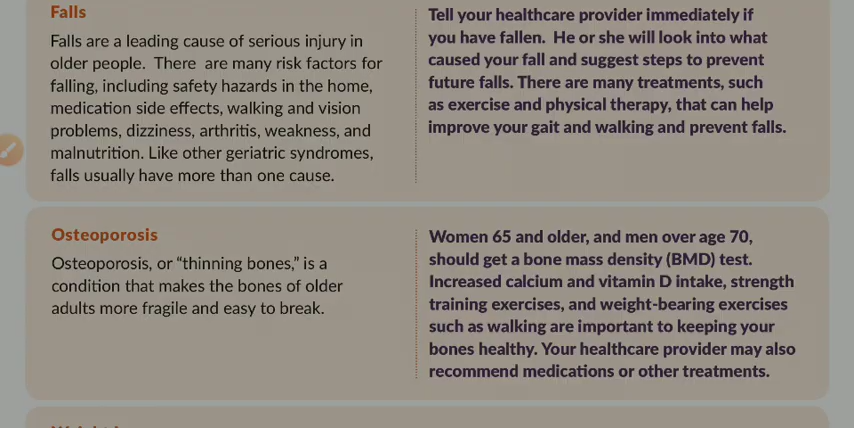 Falls
Falls are a leading cause of serious injury in
older people.  There  are many risk factors for
falling, including safety hazards in the home,
medication side effects, walking and vision
problems, dizziness, arthritis, weakness, and
malnutrition. Like other geriatric syndromes,
falls usually have more than one cause.
Tell your healthcare provider immediately if
you have fallen.  He or she will look into what
caused your fall and suggest steps to prevent
future falls. There are many treatments, such
as exercise and physical therapy, that can help
improve your gait and walking and prevent falls.
Osteoporosis
Osteoporosis, or “thinning bones,” is a
condition that makes the bones of older
adults more fragile and easy to break.
Women 65 and older, and men over age 70,
should get a bone mass density (BMD) test.
Increased calcium and vitamin D intake, strength
training exercises, and weight-bearing exercises
such as walking are important to keeping your
bones healthy. Your healthcare provider may also
recommend medications or other treatments.